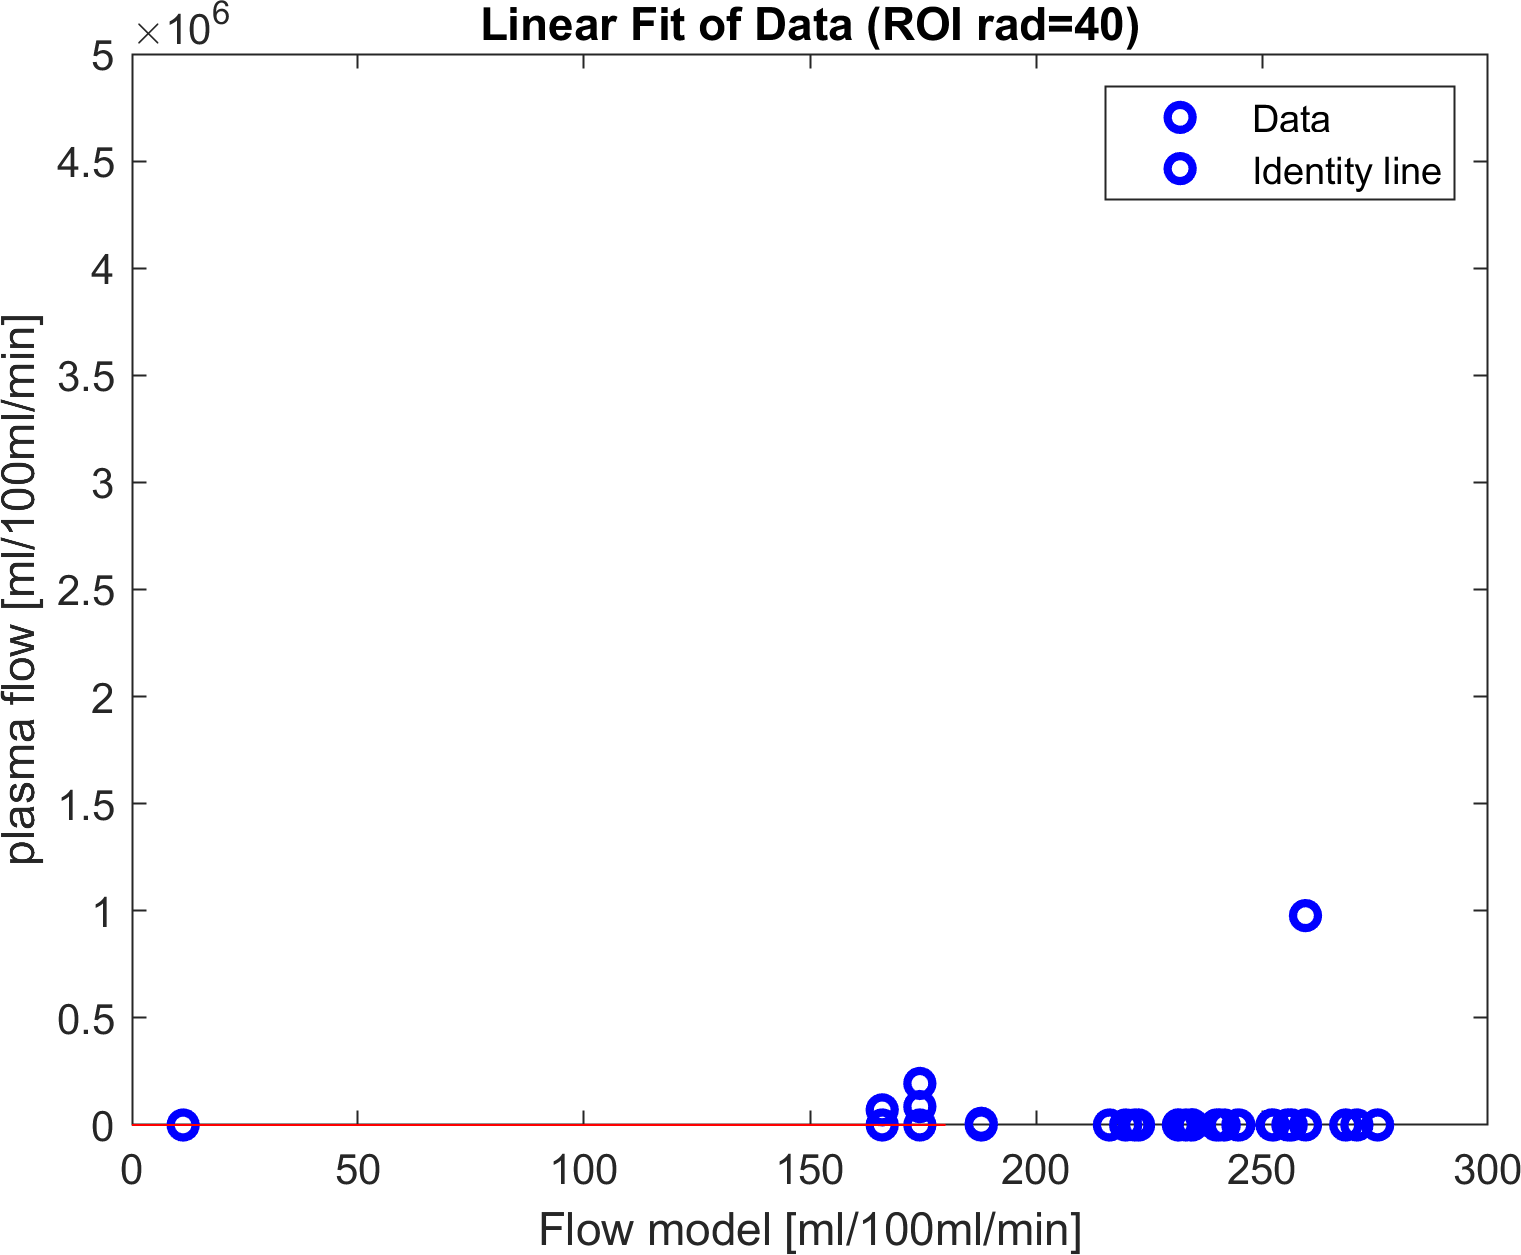 Linear Fit of Data (ROI rad=40)
×10^6
5
4.5
4
3.5
3
2.5
2
1.5
1
0.5
0
plasma flow [ml/100ml/min]
Data
Identity line
0 50 100 150 200 250 300
Flow model [ml/100ml/min]